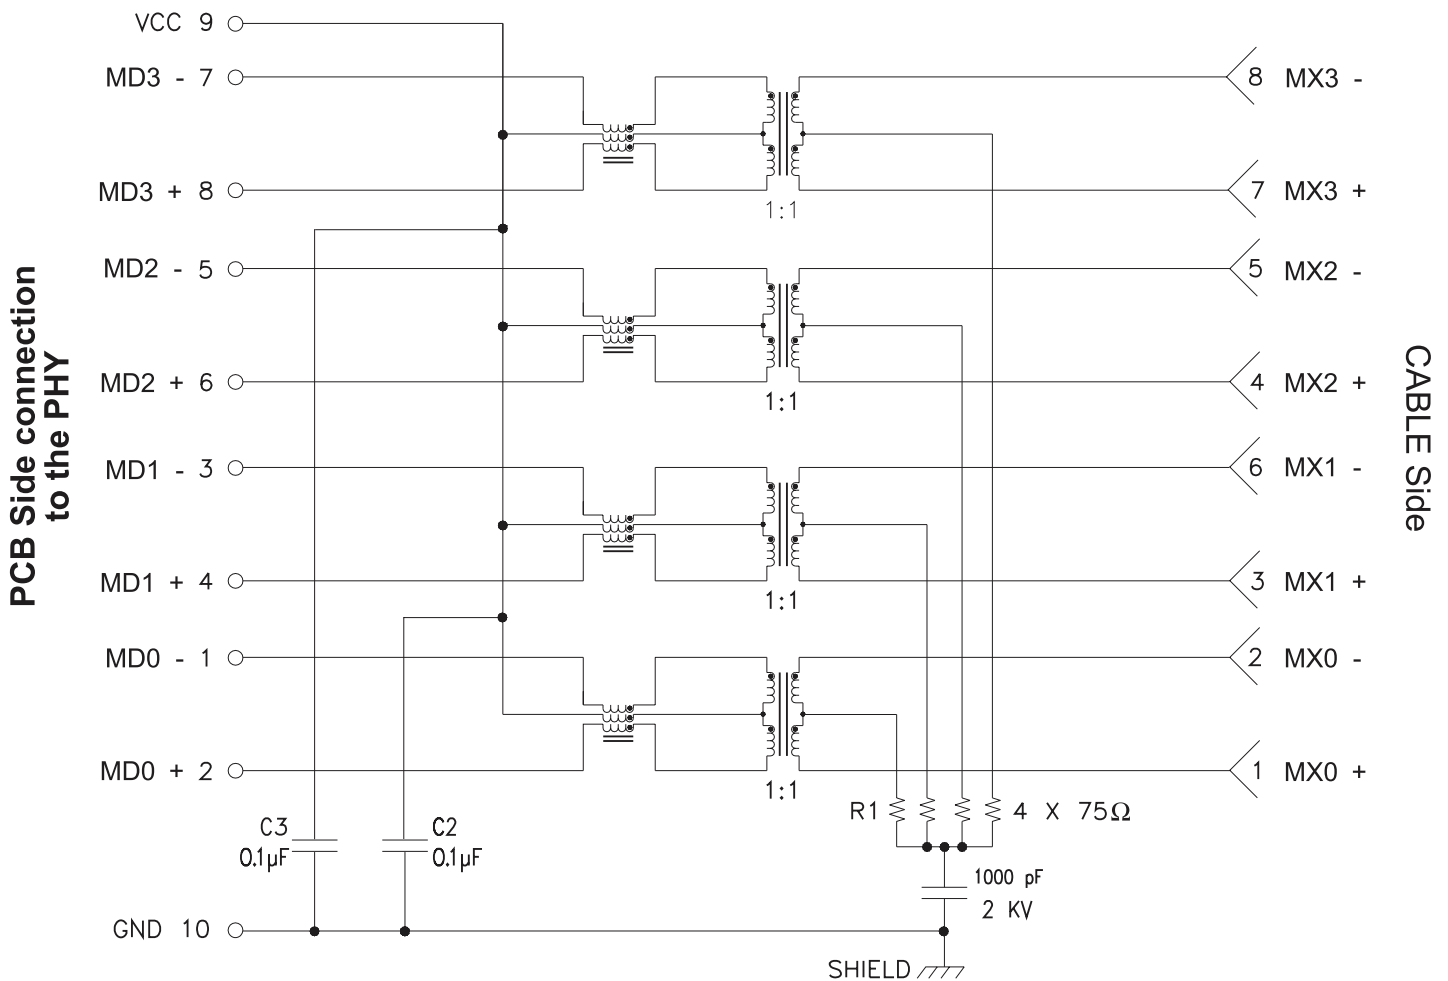 VCC 9
MD3 - 7
8 MX3 -
MD3 + 8
7 MX3 +
1:1
MD2 - 5
5 MX2 -
MD2 + 6
4 MX2 +
1:1
MD1 - 3
6 MX1 -
MD1 + 4
3 MX1 +
1:1
MD0 - 1
2 MX0 -
MD0 + 2
1 MX0 +
1:1
PCB Side connection
to the PHY
CABLE Side
R1
4 X 75Ω
C3
0.1µF
C2
0.1µF
1000 pF
2 KV
GND 10
SHIELD